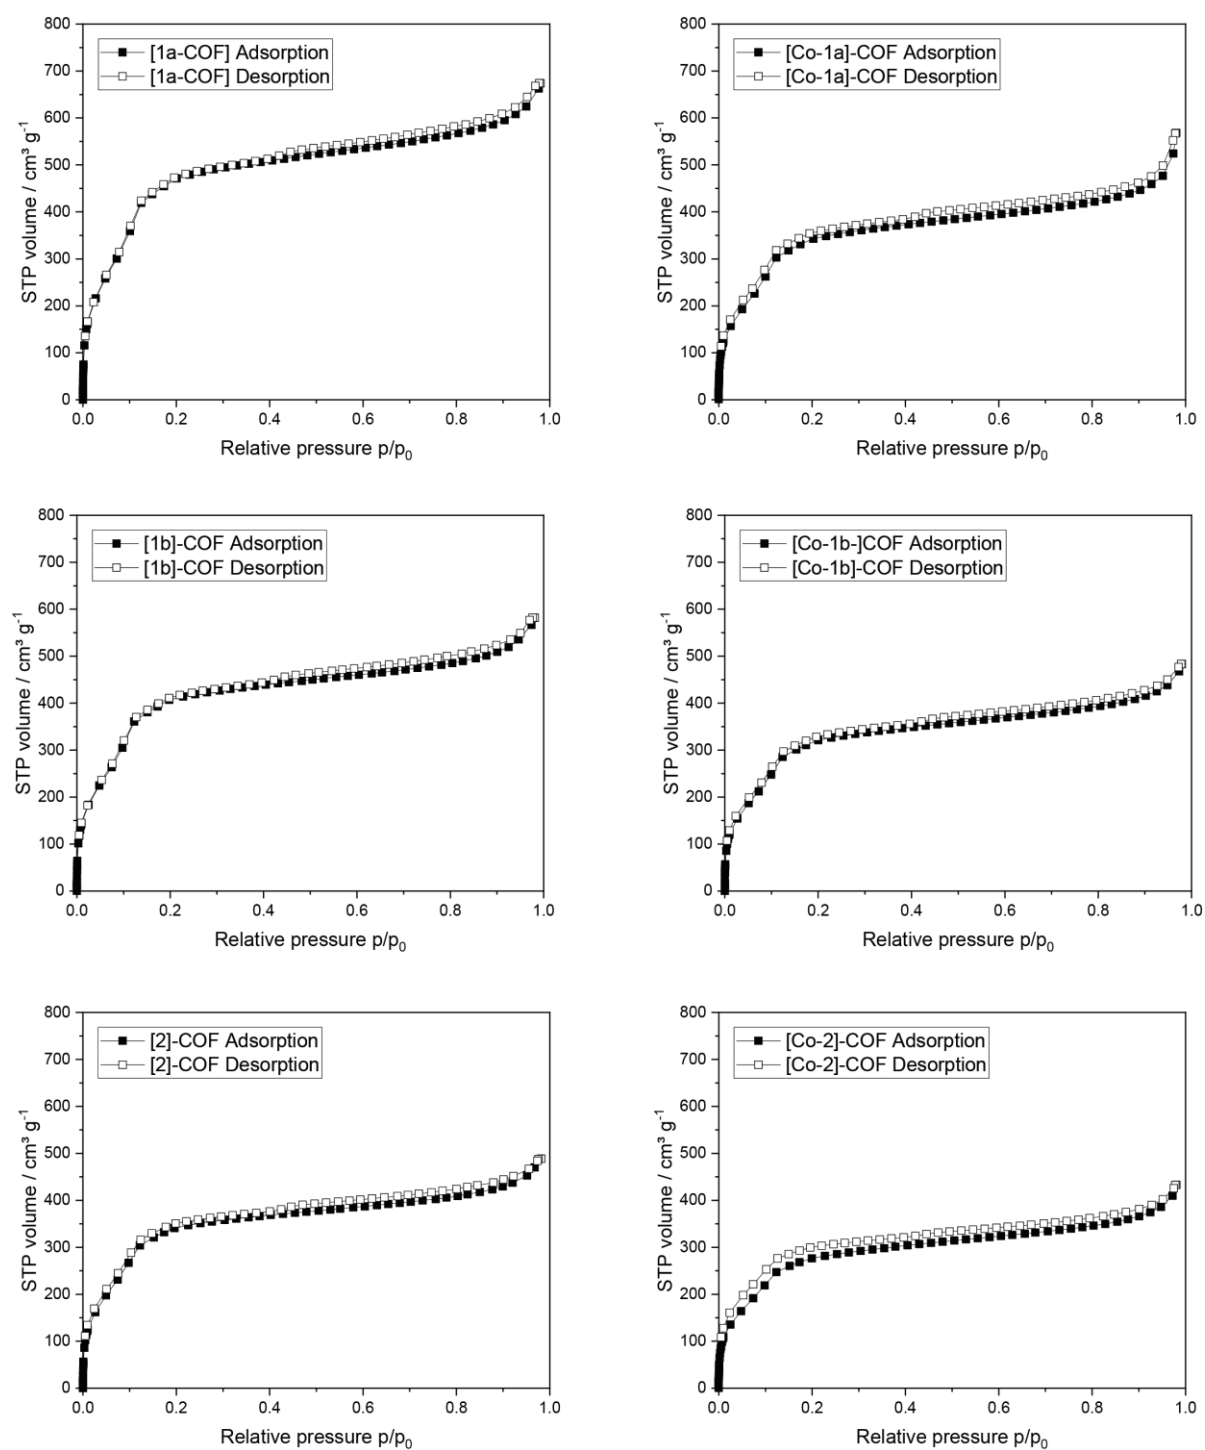 [1a-COF] Adsorption
[1a-COF] Desorption
STP volume / cm³ g⁻¹
800
700
600
500
400
300
200
100
0
0.0 0.2 0.4 0.6 0.8 1.0
Relative pressure p/p₀
[Co-1a]-COF Adsorption
[Co-1a]-COF Desorption
STP volume / cm³ g⁻¹
800
700
600
500
400
300
200
100
0
0.0 0.2 0.4 0.6 0.8 1.0
Relative pressure p/p₀
[1b]-COF Adsorption
[1b]-COF Desorption
STP volume / cm³ g⁻¹
800
700
600
500
400
300
200
100
0
0.0 0.2 0.4 0.6 0.8 1.0
Relative pressure p/p₀
[Co-1b-]COF Adsorption
[Co-1b]-COF Desorption
STP volume / cm³ g⁻¹
800
700
600
500
400
300
200
100
0
0.0 0.2 0.4 0.6 0.8 1.0
Relative pressure p/p₀
[2]-COF Adsorption
[2]-COF Desorption
STP volume / cm³ g⁻¹
800
700
600
500
400
300
200
100
0
0.0 0.2 0.4 0.6 0.8 1.0
Relative pressure p/p₀
[Co-2]-COF Adsorption
[Co-2]-COF Desorption
STP volume / cm³ g⁻¹
800
700
600
500
400
300
200
100
0
0.0 0.2 0.4 0.6 0.8 1.0
Relative pressure p/p₀